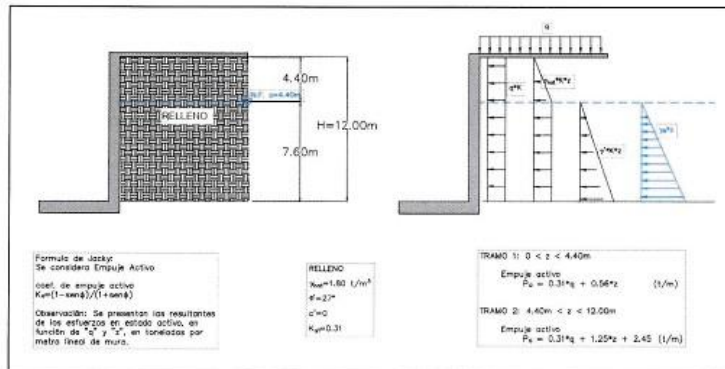 4.40m
N.F. z=4.40m
RELLENO
H=12.00m
7.60m
q
q*K
γ*K*z
Formula de Jacky:
Se considera Empuje Activo
coef. de empuje activo
Ka=(1-senϕ)/(1+senϕ)
Observación: Se presentan las resultantes
de los esfuerzos en estado activo, en
función de "q" y "z", en toneladas por
metro lineal de muro.
RELLENO
=1.80 t/m³
ϕ'=27°
c'=0
=0.31
TRAMO 1: 0 < z < 4.40m
Empuje activo
Pa = 0.31*q + 0.56*z (t/m)
TRAMO 2: 4.40m < z < 12.00m
Empuje activo
Pa = 0.31*q + 1.25*z + 2.45 (t/m)